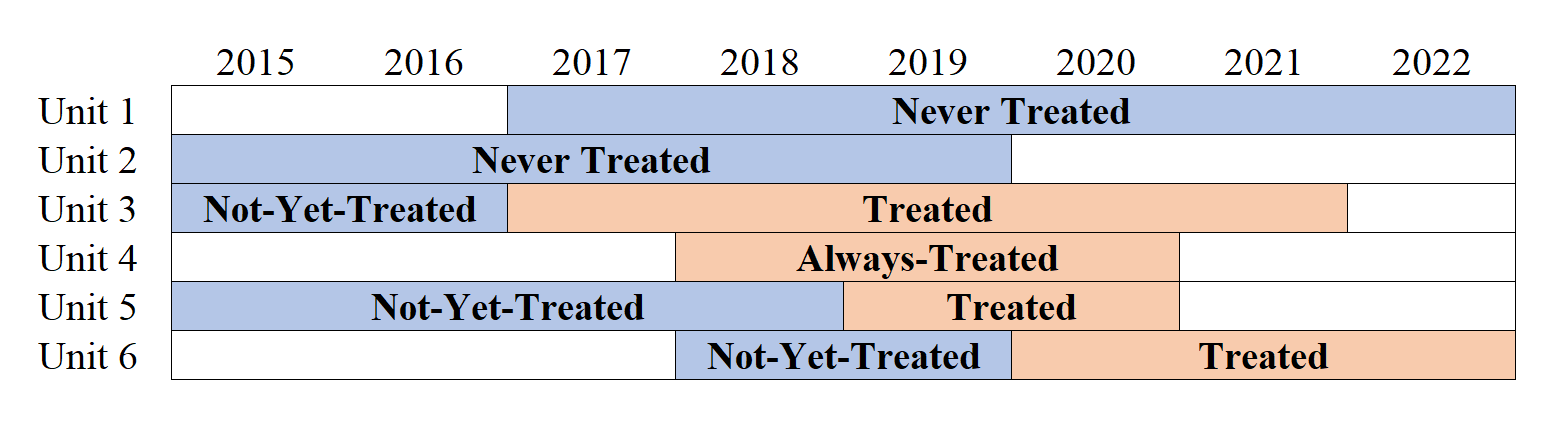 2015 2016 2017 2018 2019 2020 2021 2022
Unit 1 Never Treated
Unit 2 Never Treated
Unit 3 Not-Yet-Treated Treated
Unit 4 Always-Treated
Unit 5 Not-Yet-Treated Treated
Unit 6 Not-Yet-Treated Treated